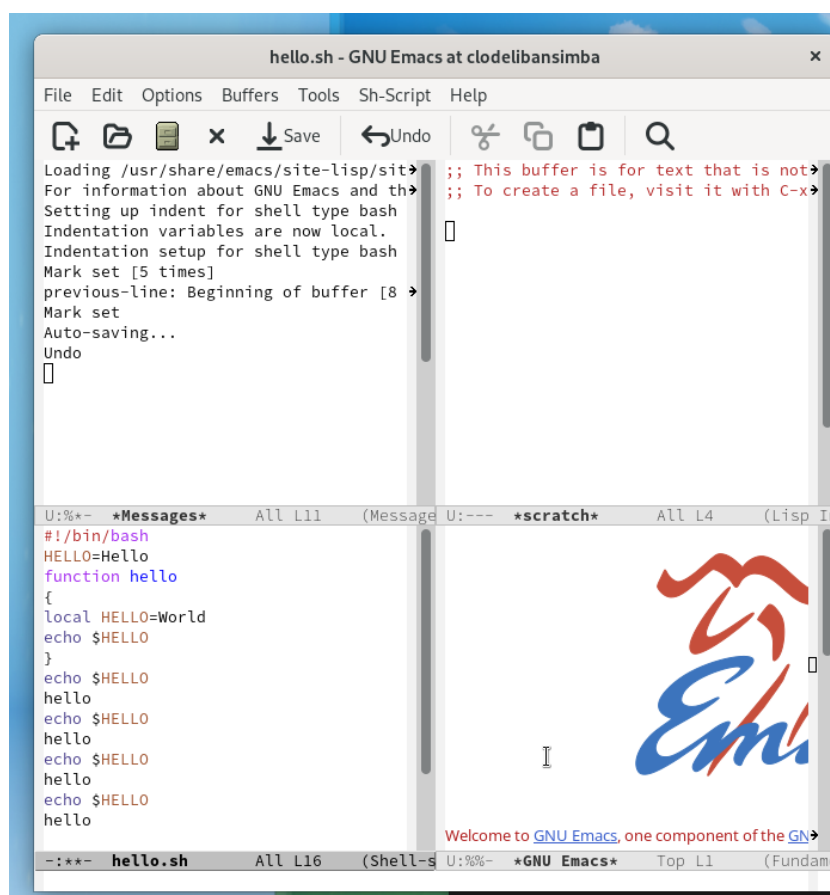 hello.sh - GNU Emacs at clodelibansimba
File Edit Options Buffers Tools Sh-Script Help
Save Undo
Loading /usr/share/emacs/site-lisp/sit
For information about GNU Emacs and th
Setting up indent for shell type bash
Indentation variables are now local.
Indentation setup for shell type bash
Mark set [5 times]
previous-line: Beginning of buffer [8
Mark set
Auto-saving...
Undo
U:%*- *Messages* All L11 (Message
;; This buffer is for text that is not
;; To create a file, visit it with C-x
U:--- *scratch* All L4 (Lisp I
#!/bin/bash
HELLO=Hello
function hello
{
local HELLO=World
echo $HELLO
}
echo $HELLO
hello
echo $HELLO
hello
echo $HELLO
hello
echo $HELLO
hello
-:**- hello.sh All L16 (Shell-s
Welcome to GNU Emacs, one component of the GN
U:%%- *GNU Emacs* Top L1 (Fundam